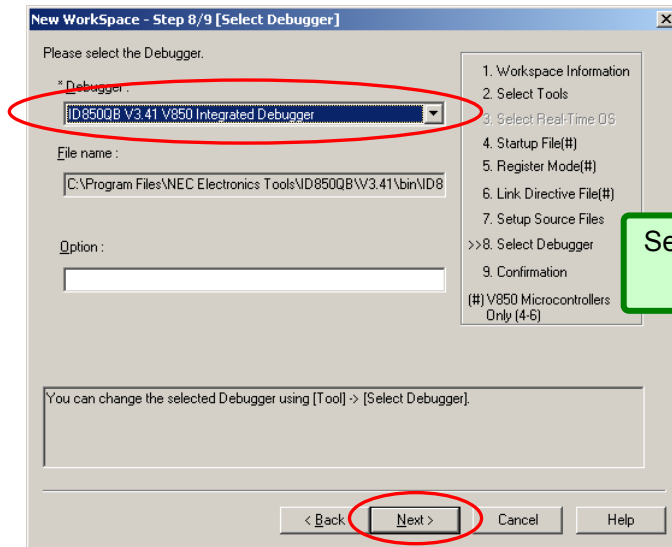 New WorkSpace - Step 8/9 [Select Debugger]
Please select the Debugger.
* Debugger :
ID850QB V3.41 V850 Integrated Debugger
File name :
C:\Program Files\NEC Electronics Tools\ID850QB\V3.41\bin\ID8
Option :
1. Workspace Information
2. Select Tools
3. Select Real-Time OS
4. Startup File(#)
5. Register Mode(#)
6. Link Directive File(#)
7. Setup Source Files
>>8. Select Debugger
9. Confirmation
(#) V850 Microcontrollers
Only (4-6)
Se
You can change the selected Debugger using [Tool] -> [Select Debugger].
< Back
Next >
Cancel
Help